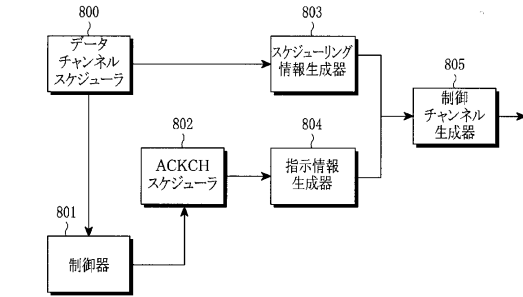 800
データ
チャンネル
スケジューラ
803
スケジューリング
情報生成器
805
制御
チャンネル
生成器
802
ACKCH
スケジューラ
804
指示情報
生成器
801
制御器